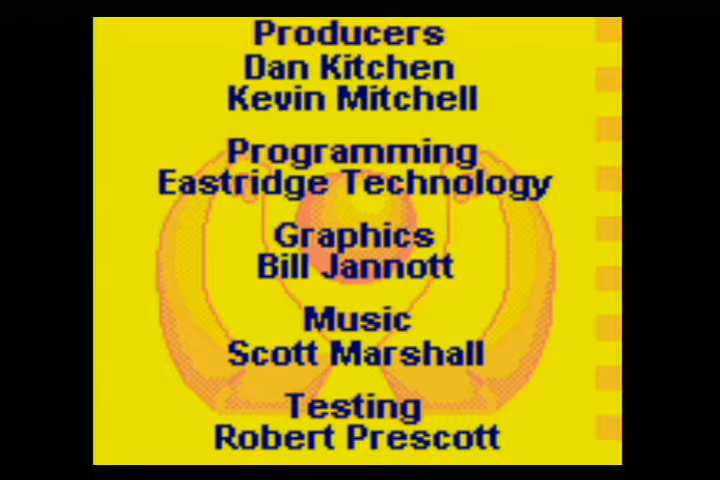 Producers
Dan Kitchen
Kevin Mitchell
Programming
Eastridge Technology
Graphics
Bill Jannott
Music
Scott Marshall
Testing
Robert Prescott